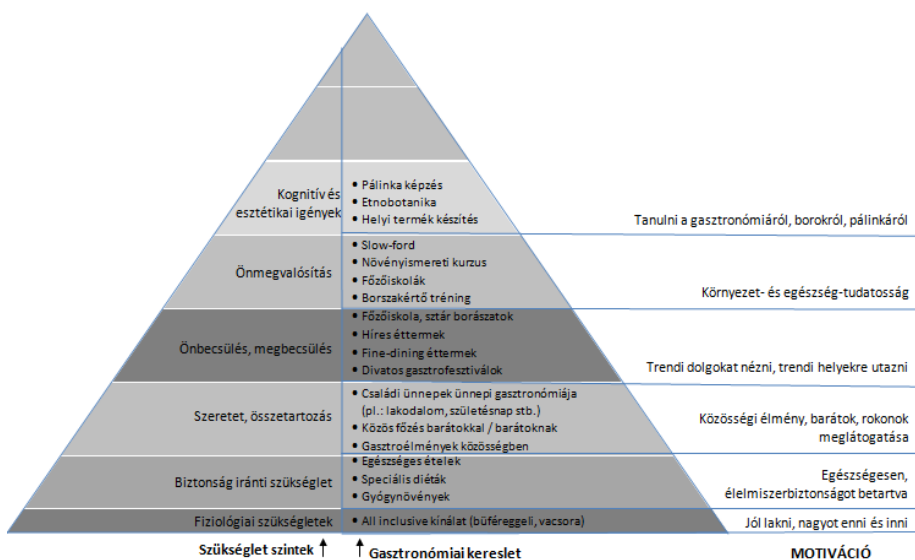 Kognitív és
esztétikai igények
• Pálinka képzés
• Etnobotanika
• Helyi termék készítés
Tanulni a gasztronómiáról, borokról, pálinkáról
Önmegvalósítás
• Slow-ford
• Növényismereti kurzus
• Főzőiskolák
• Borszakértő tréning
Környezet- és egészség-tudatosság
Önbecsülés, megbecsülés
• Főzőiskola, sztár borászatok
• Híres éttermek
• Fine-dining éttermek
• Divatos gasztrofesztiválok
Trendi dolgokat nézni, trendi helyekre utazni
Szeretet, összetartozás
• Családi ünnepek ünnepi gasztronómiája
(pl.: lakodalom, születésnap stb.)
• Közös főzés barátokkal / barátoknak
• Gasztroélmények közösségben
Közösségi élmény, barátok, rokonok
meglátogatása
Biztonság iránti szükséglet
• Egészséges ételek
• Speciális diéták
• Gyógynövények
Egészségesen,
élelmiszerbiztonságot betartva
Fiziológiai szükségletek
• All inclusive kínálat (büféreggeli, vacsora)
Jól lakni, nagyot enni és inni
Szükséglet szintek
Gasztronómiai kereslet
MOTIVÁCIÓ